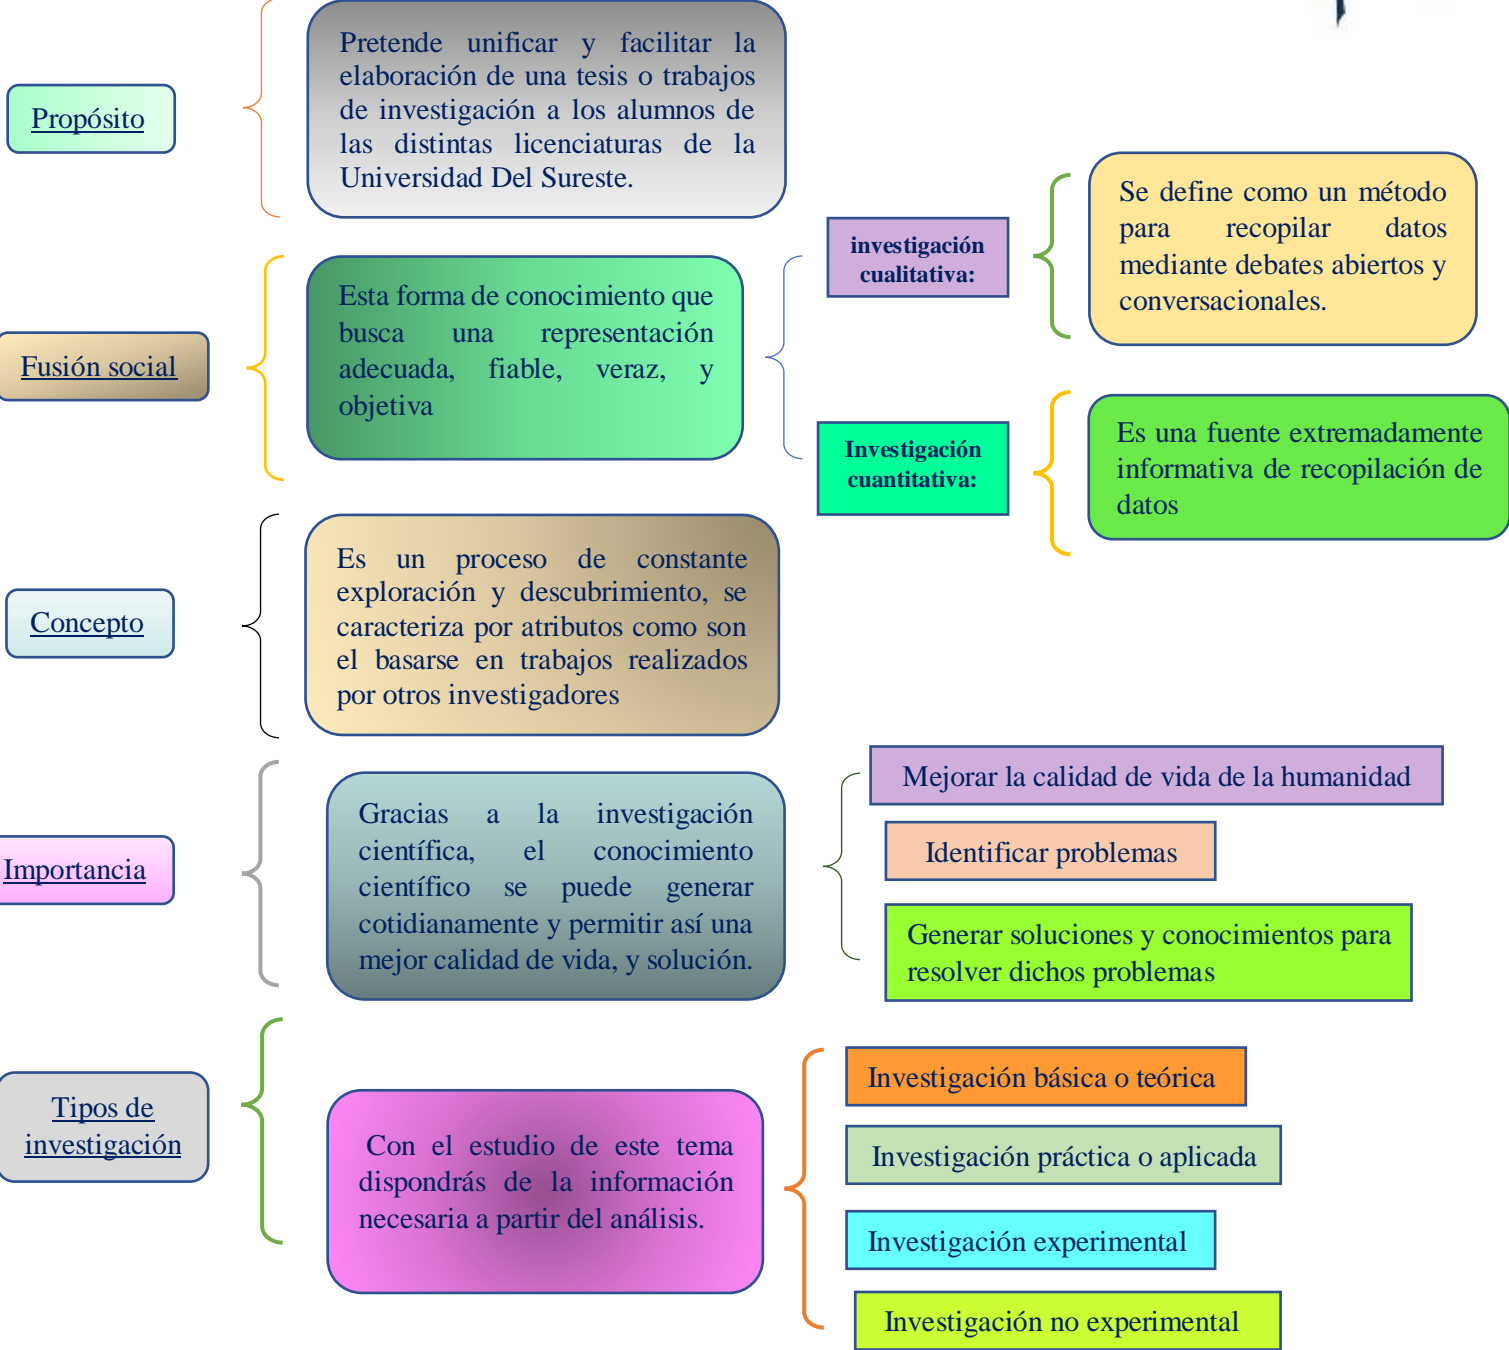 Propósito
Pretende unificar y facilitar la
elaboración de una tesis o trabajos
de investigación a los alumnos de
las distintas licenciaturas de la
Universidad Del Sureste.
Fusión social
Esta forma de conocimiento que
busca una representación
adecuada, fiable, veraz, y
objetiva
investigación
cualitativa:
Se define como un método
para recopilar datos
mediante debates abiertos y
conversacionales.
Investigación
cuantitativa:
Es una fuente extremadamente
informativa de recopilación de
datos
Concepto
Es un proceso de constante
exploración y descubrimiento, se
caracteriza por atributos como son
el basarse en trabajos realizados
por otros investigadores
Importancia
Gracias a la investigación
científica, el conocimiento
científico se puede generar
cotidianamente y permitir así una
mejor calidad de vida, y solución.
Mejorar la calidad de vida de la humanidad
Identificar problemas
Generar soluciones y conocimientos para
resolver dichos problemas
Tipos de
investigación
Con el estudio de este tema
dispondrás de la información
necesaria a partir del análisis.
Investigación básica o teórica
Investigación práctica o aplicada
Investigación experimental
Investigación no experimental